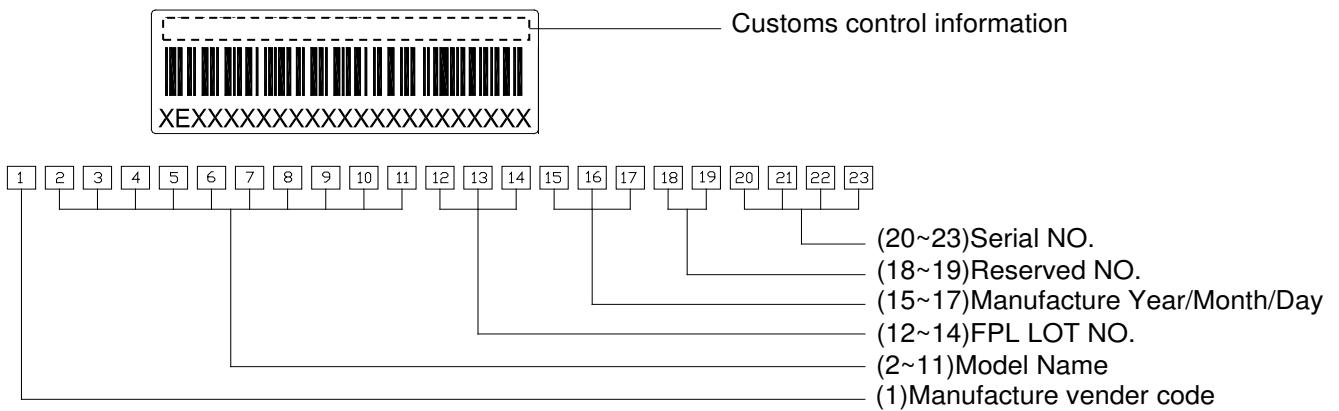 Customs control information
XEXXXXXXXXXXXXXXXXXXXXX
1 2 3 4 5 6 7 8 9 10 11 12 13 14 15 16 17 18 19 20 21 22 23
(20~23)Serial NO.
(18~19)Reserved NO.
(15~17)Manufacture Year/Month/Day
(12~14)FPL LOT NO.
(2~11)Model Name
(1)Manufacture vender code